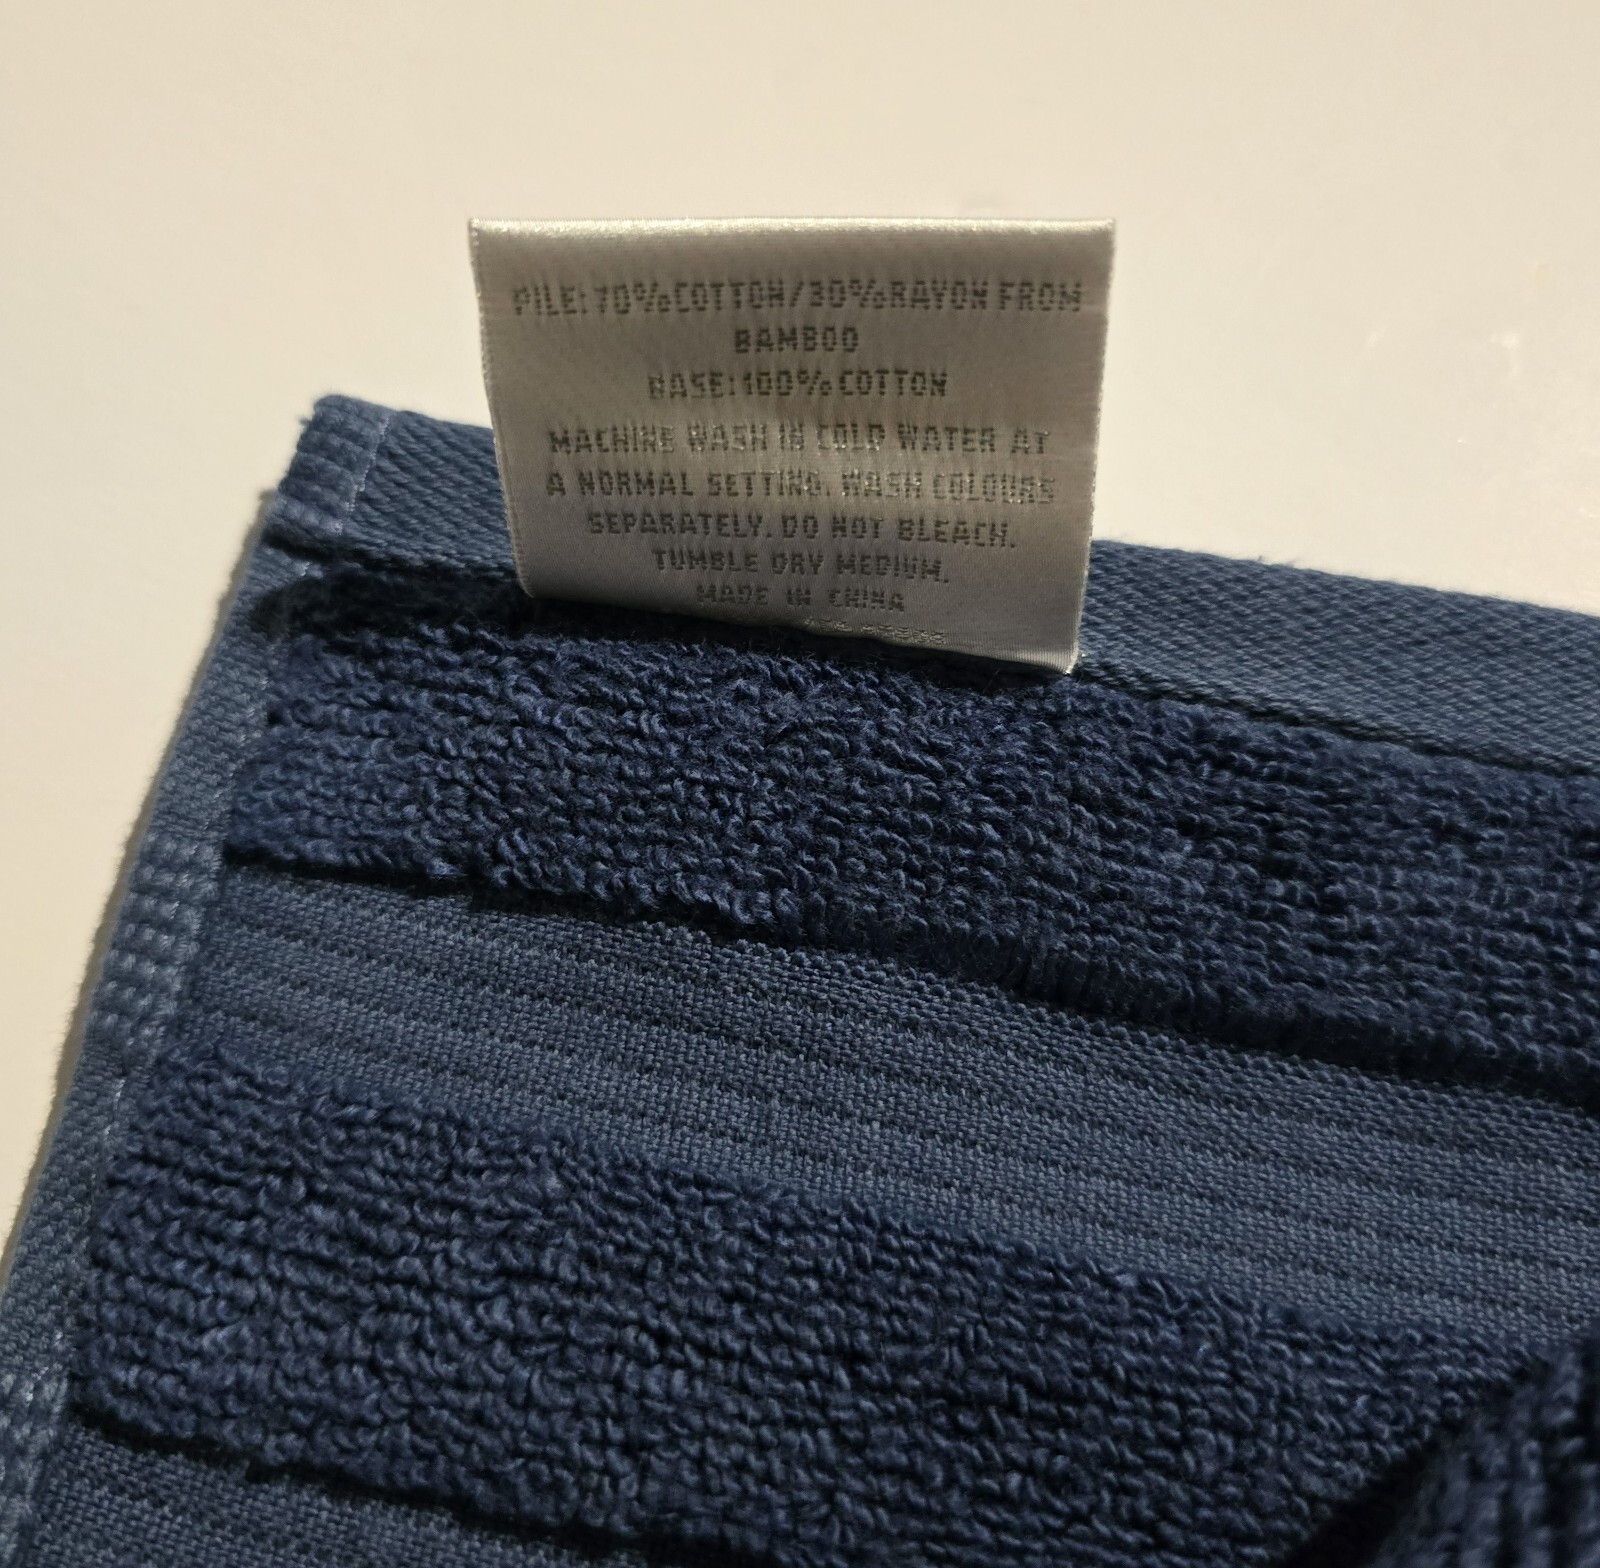 PILE:70%COTTON/30%RAYON FROM
BAMBOO
BASE:100%COTTON
MACHINE WASH IN COLD WATER AT
A NORMAL SETTING. WASH COLOURS
SEPARATELY. DO NOT BLEACH.
TUMBLE DRY MEDIUM.
MADE IN CHINA